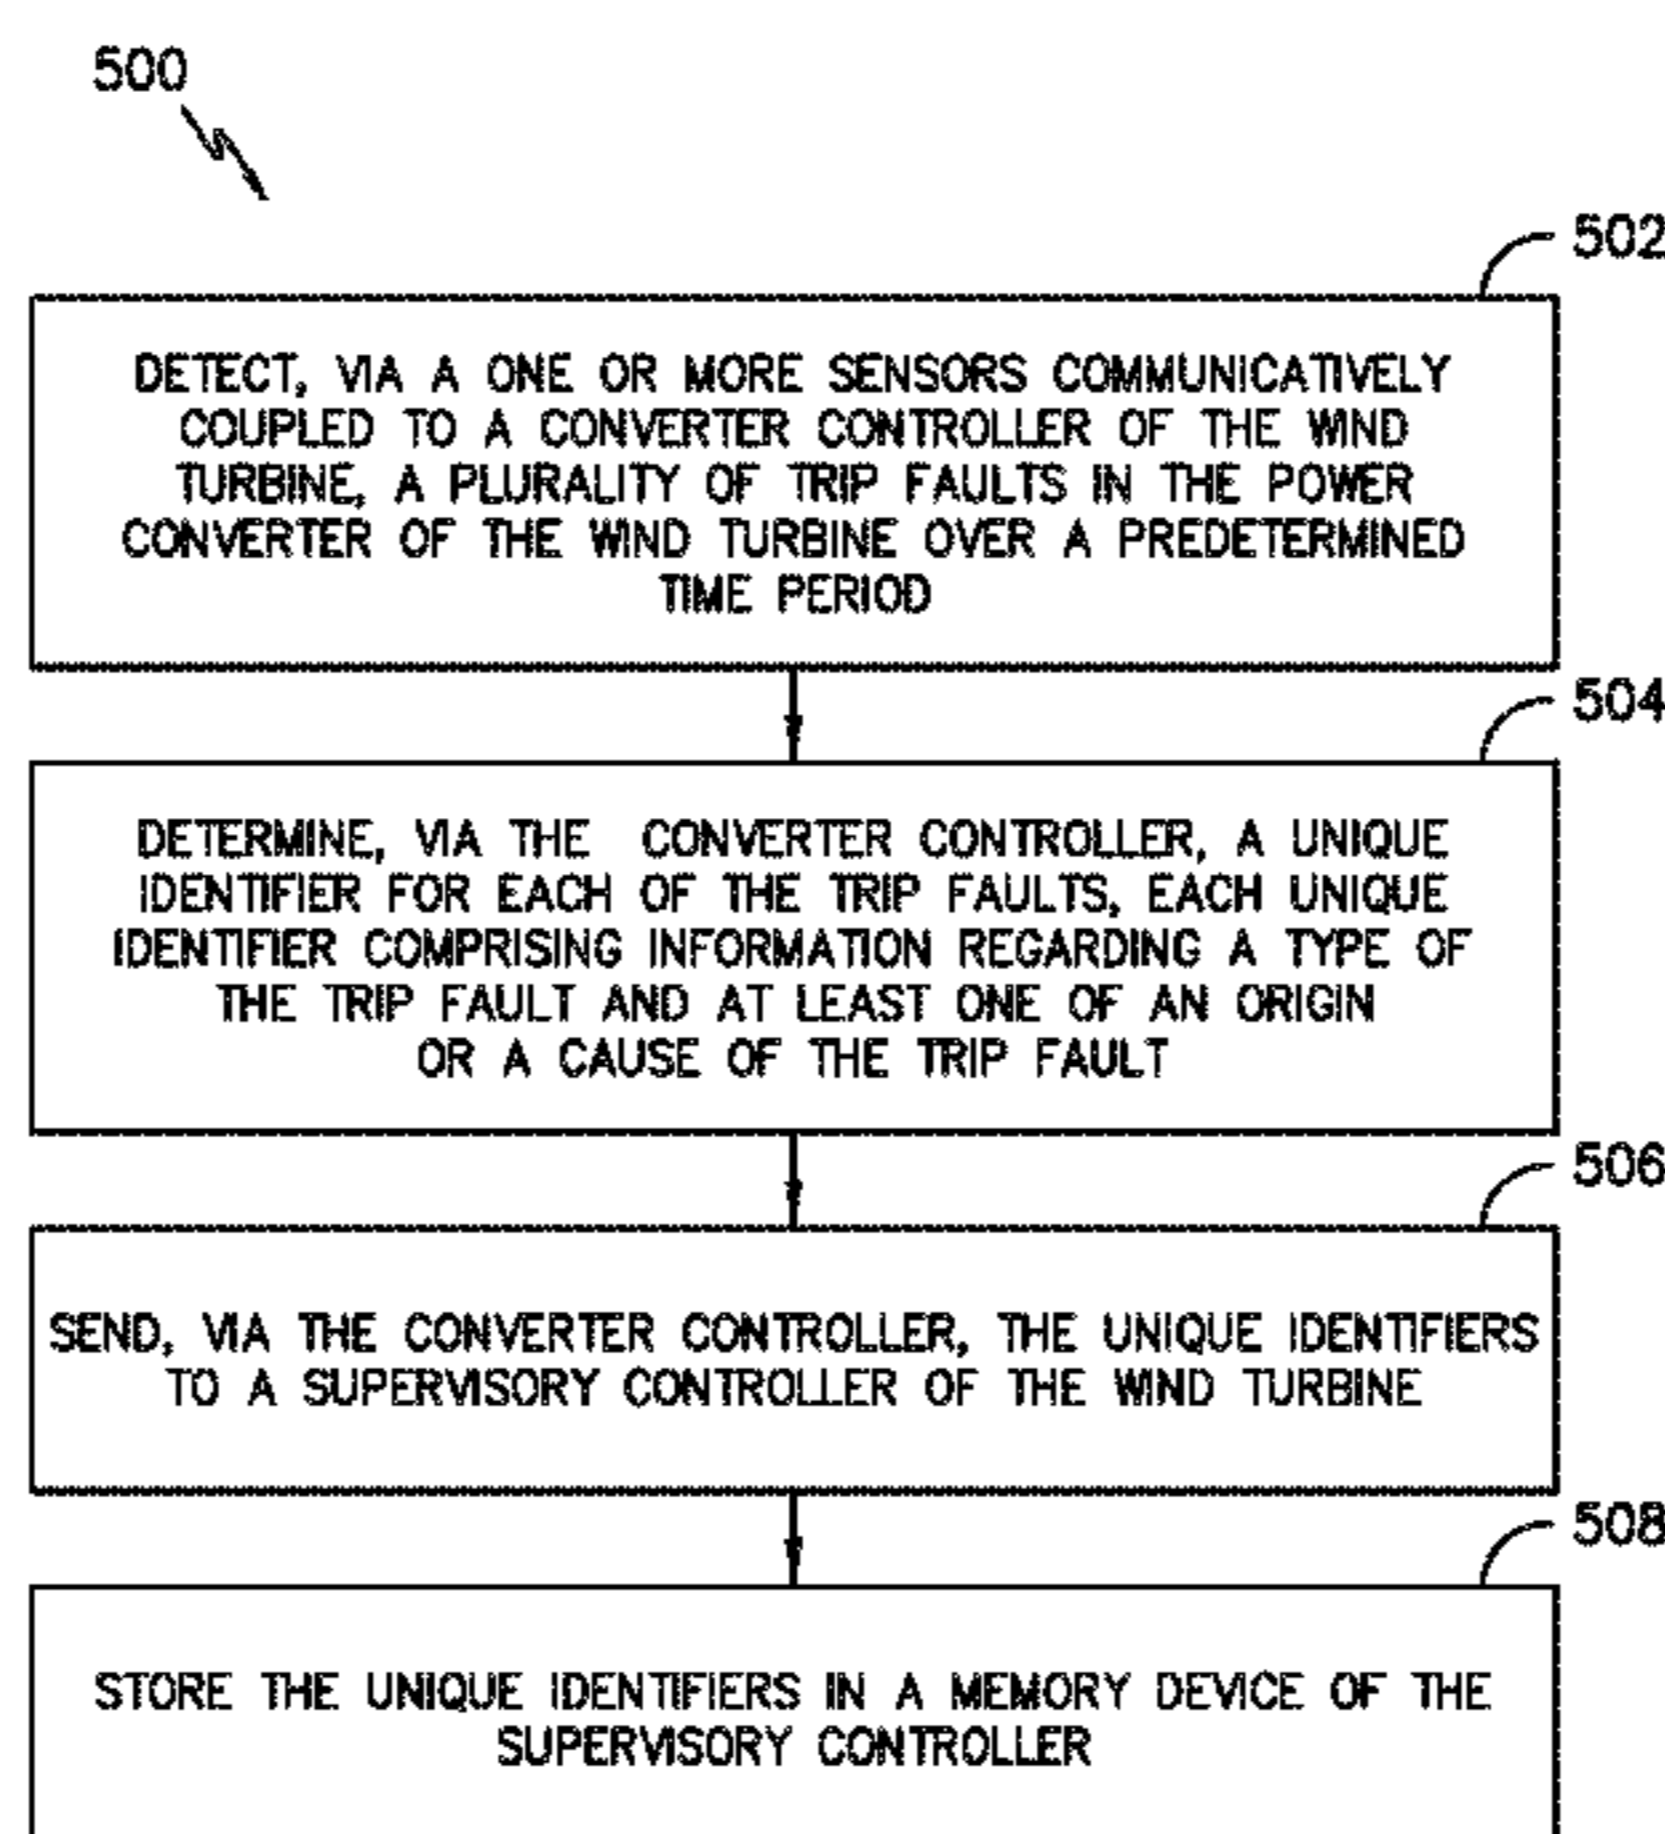 500
502
DETECT, VIA A ONE OR MORE SENSORS COMMUNICATIVELY
COUPLED TO A CONVERTER CONTROLLER OF THE WIND
TURBINE, A PLURALITY OF TRIP FAULTS IN THE POWER
CONVERTER OF THE WIND TURBINE OVER A PREDETERMINED
TIME PERIOD
504
DETERMINE, VIA THE CONVERTER CONTROLLER, A UNIQUE
IDENTIFIER FOR EACH OF THE TRIP FAULTS, EACH UNIQUE
IDENTIFIER COMPRISING INFORMATION REGARDING A TYPE OF
THE TRIP FAULT AND AT LEAST ONE OF AN ORIGIN
OR A CAUSE OF THE TRIP FAULT
506
SEND, VIA THE CONVERTER CONTROLLER, THE UNIQUE IDENTIFIERS
TO A SUPERVISORY CONTROLLER OF THE WIND TURBINE
508
STORE THE UNIQUE IDENTIFIERS IN A MEMORY DEVICE OF THE
SUPERVISORY CONTROLLER